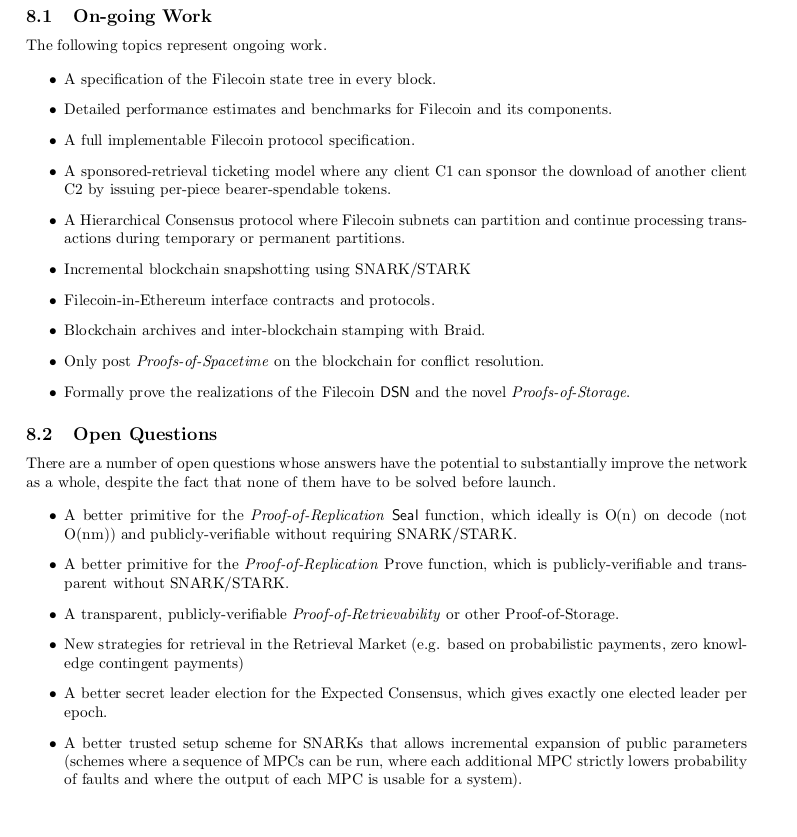 8.1 On-going Work
The following topics represent ongoing work.
• A specification of the Filecoin state tree in every block.
• Detailed performance estimates and benchmarks for Filecoin and its components.
• A full implementable Filecoin protocol specification.
• A sponsored-retrieval ticketing model where any client C1 can sponsor the download of another client
C2 by issuing per-piece bearer-spendable tokens.
• A Hierarchical Consensus protocol where Filecoin subnets can partition and continue processing trans-
actions during temporary or permanent partitions.
• Incremental blockchain snapshotting using SNARK/STARK
• Filecoin-in-Ethereum interface contracts and protocols.
• Blockchain archives and inter-blockchain stamping with Braid.
• Only post Proofs-of-Spacetime on the blockchain for conflict resolution.
• Formally prove the realizations of the Filecoin DSN and the novel Proofs-of-Storage.
8.2 Open Questions
There are a number of open questions whose answers have the potential to substantially improve the network
as a whole, despite the fact that none of them have to be solved before launch.
• A better primitive for the Proof-of-Replication Seal function, which ideally is O(n) on decode (not
O(nm)) and publicly-verifiable without requiring SNARK/STARK.
• A better primitive for the Proof-of-Replication Prove function, which is publicly-verifiable and trans-
parent without SNARK/STARK.
• A transparent, publicly-verifiable Proof-of-Retrievability or other Proof-of-Storage.
• New strategies for retrieval in the Retrieval Market (e.g. based on probabilistic payments, zero knowl-
edge contingent payments)
• A better secret leader election for the Expected Consensus, which gives exactly one elected leader per
epoch.
• A better trusted setup scheme for SNARKs that allows incremental expansion of public parameters
(schemes where a sequence of MPCs can be run, where each additional MPC strictly lowers probability
of faults and where the output of each MPC is usable for a system).